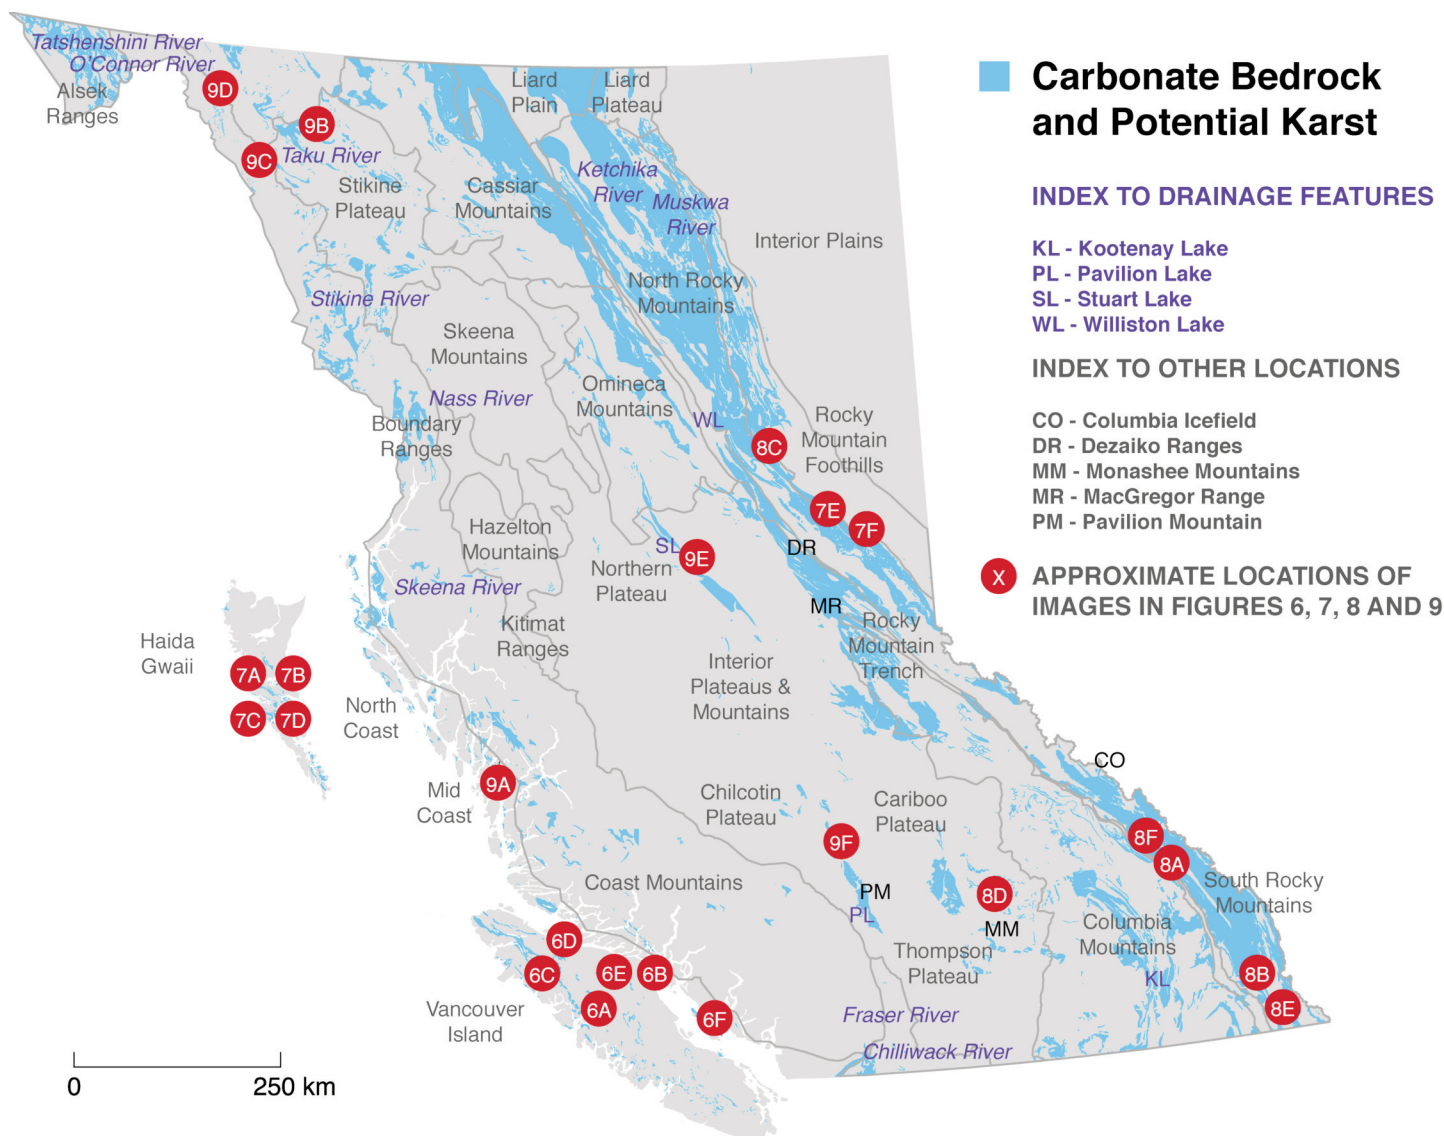 Tatshenshini River
O'Connor River
Alsek
Ranges
9D
9B
9C
Taku River
Stikine
Plateau
Cassiar
Mountains
Liard
Plain
Liard
Plateau
Ketchika
River
Muskwa
River
Interior Plains
North Rocky
Mountains
Stikine River
Skeena
Mountains
Nass River
Boundary
Ranges
Omineca
Mountains
WL
8C
Rocky
Mountain
Foothills
7E
7F
DR
Hazelton
Mountains
SL
9E
Northern
Plateau
Skeena River
MR
Kitimat
Ranges
Rocky
Mountain
Trench
Haida
Gwaii
7A
7B
7C
7D
North
Coast
Interior
Plateaus &
Mountains
9A
Mid
Coast
Chilcotin
Plateau
Cariboo
Plateau
CO
9F
8F
8A
PM
PL
8D
MM
Coast Mountains
South Rocky
Mountains
Columbia
Mountains
6D
6C
6E
6B
6A
6F
Thompson
Plateau
KL
8B
8E
Vancouver
Island
Fraser River
Chilliwack River
0
250 km
Carbonate Bedrock
and Potential Karst
INDEX TO DRAINAGE FEATURES
KL - Kootenay Lake
PL - Pavilion Lake
SL - Stuart Lake
WL - Williston Lake
INDEX TO OTHER LOCATIONS
CO - Columbia Icefield
DR - Dezaiko Ranges
MM - Monashee Mountains
MR - MacGregor Range
PM - Pavilion Mountain
X
APPROXIMATE LOCATIONS OF
IMAGES IN FIGURES 6, 7, 8 AND 9